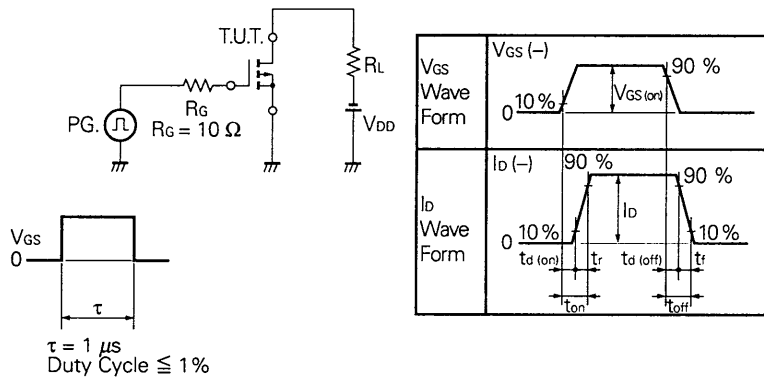 T.U.T.
RL
RG
RG = 10 Ω
PG.
VDD
VGS
0
τ
τ = 1 μs
Duty Cycle ≦ 1%
VGS
Wave
Form
VGS (−)
90 %
VGS (on)
10 %
0
ID
Wave
Form
ID (−)
90 %
90 %
ID
10 %
10 %
0
td (on) tr td (off) tf
ton toff